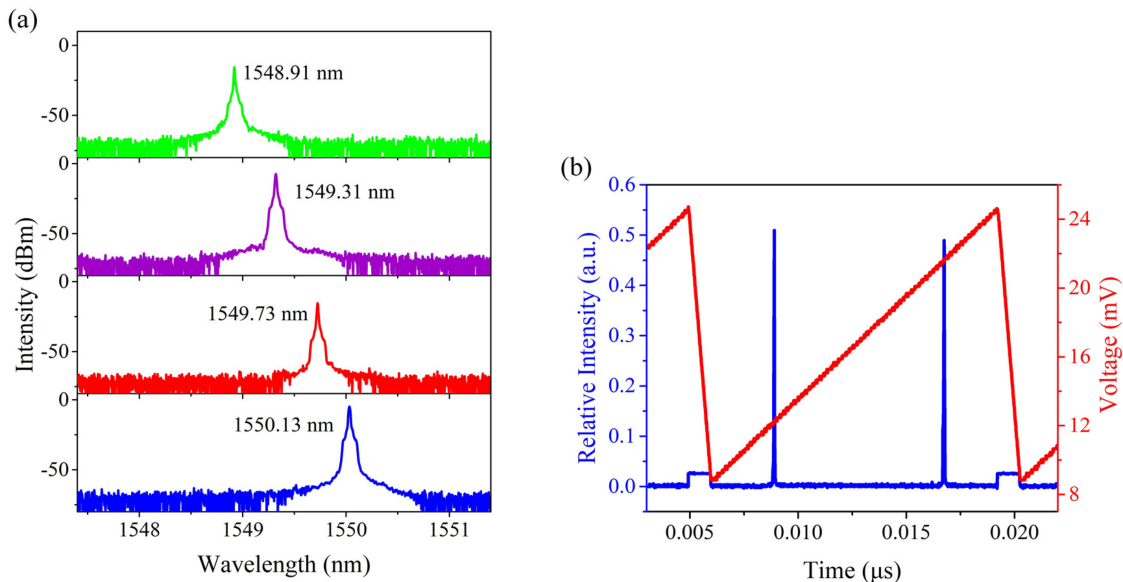 (a)
0
-50
1548.91 nm
0
-50
1549.31 nm
0
-50
1549.73 nm
0
-50
1550.13 nm
Intensity (dBm)
1548
1549
1550
1551
Wavelength (nm)
(b)
0.6
0.5
0.4
0.3
0.2
0.1
0.0
Relative Intensity (a.u.)
24
20
16
12
8
Voltage (mV)
0.005
0.010
0.015
0.020
Time (μs)